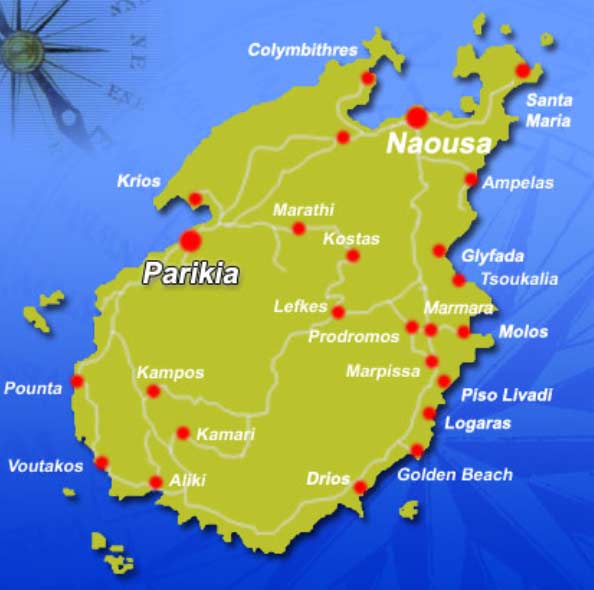 Colymbithres
Santa
Maria
Naousa
Krios
Ampelas
Marathi
Kostas
Glyfada
Parikia
Tsoukalia
Lefkes
Marmara
Prodromos
Molos
Marpissa
Kampos
Pounta
Piso Livadi
Logaras
Kamari
Voutakos
Aliki
Drios
Golden Beach
NE